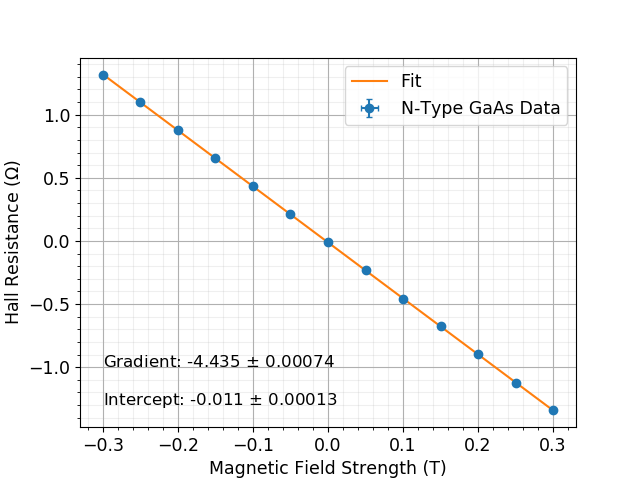 Fit
N-Type GaAs Data
Hall Resistance (Ω)
1.0
0.5
0.0
−0.5
−1.0
Gradient: -4.435 ± 0.00074
Intercept: -0.011 ± 0.00013
−0.3 −0.2 −0.1 0.0 0.1 0.2 0.3
Magnetic Field Strength (T)